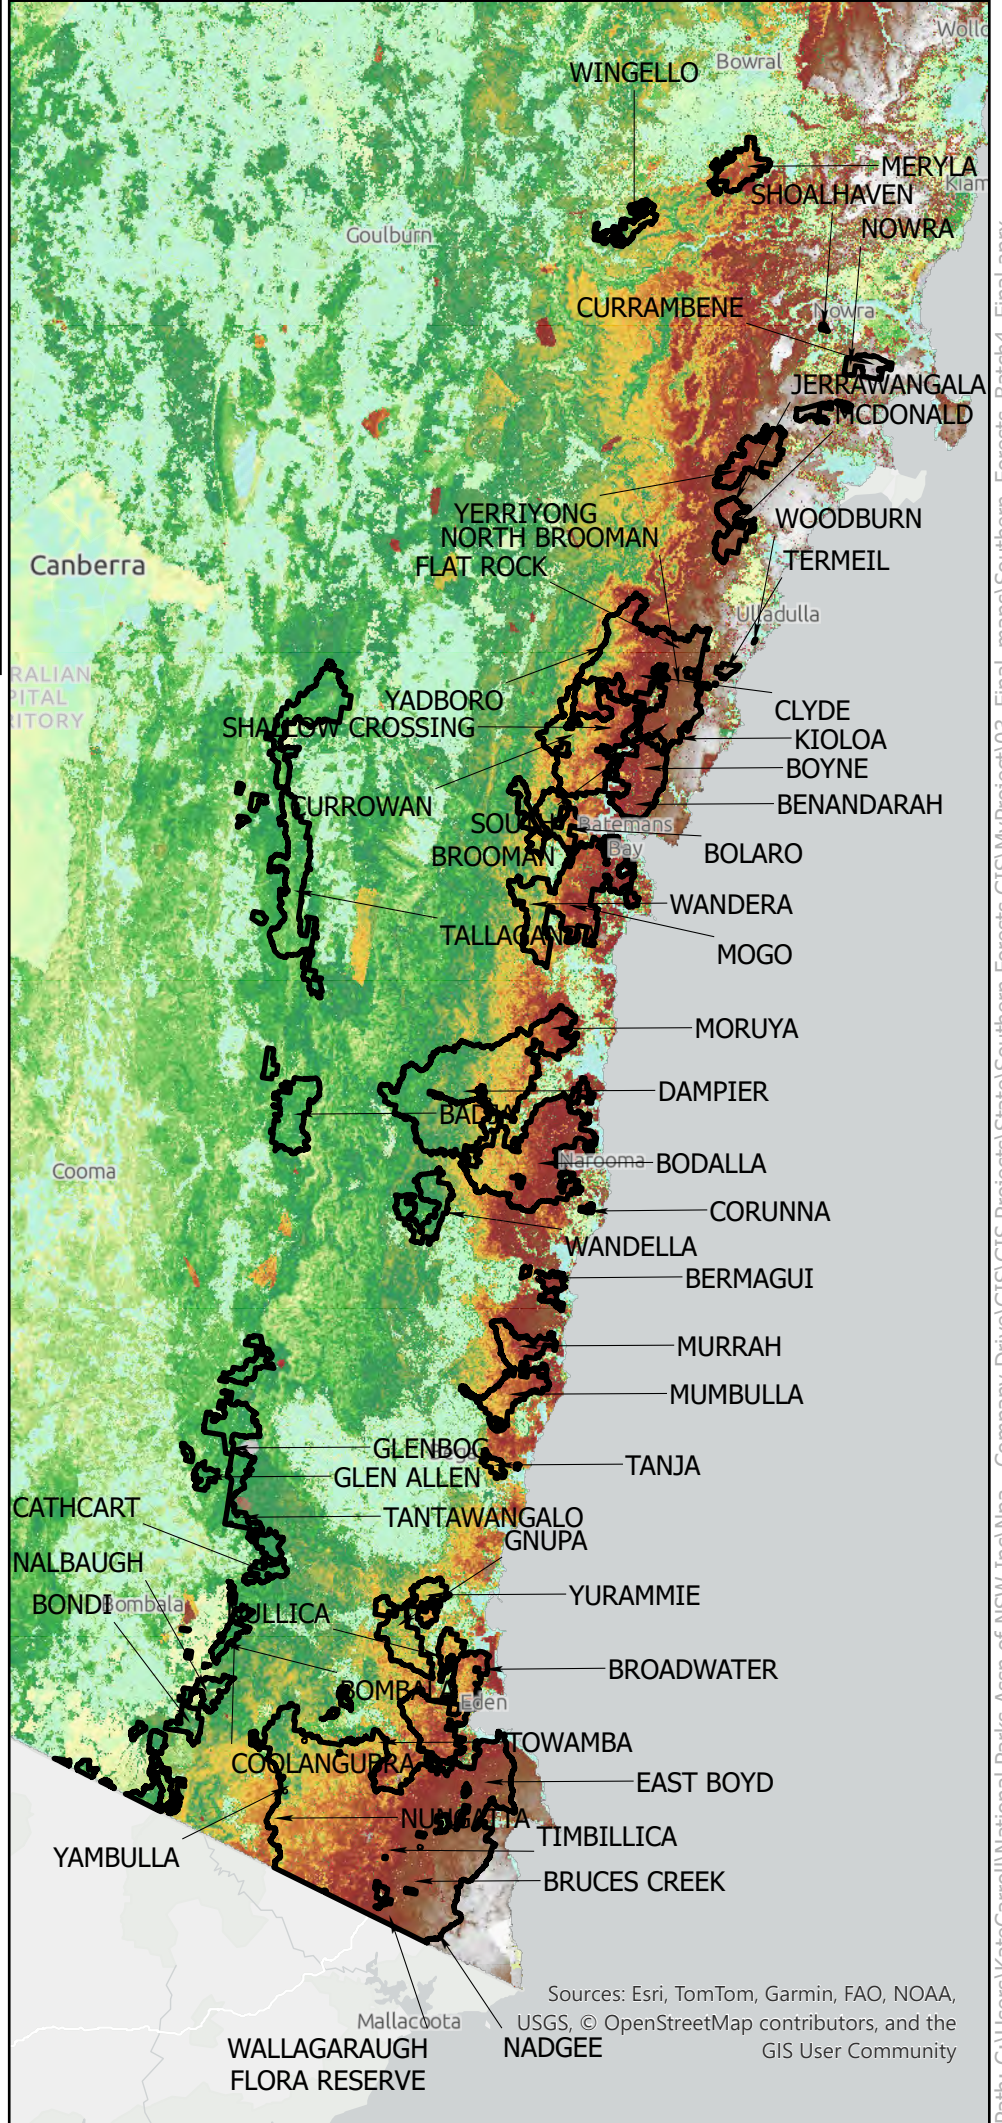 Bowral
WINGELLO
MERYLA
SHOALHAVEN
Kiam
NOWRA
Goulburn
CURRAMBENE
Nowra
JERRAWANGALA
MCDONALD
YERRIYONG
WOODBURN
NORTH BROOMAN
TERMEIL
Canberra
FLAT ROCK
Ulladulla
RALIAN
PITAL
RITORY
YADBORO
CLYDE
SHALLOW CROSSING
KIOLOA
BOYNE
CURROWAN
BENANDARAH
SOUTH
BROOMAN
Batemans
Bay
BOLARO
WANDERA
TALLAGAN
MOGO
MORUYA
DAMPIER
BADJA
Cooma
Narooma
BODALLA
CORUNNA
WANDELLA
BERMAGUI
MURRAH
MUMBULLA
GLENBOG
Bega
GLEN ALLEN
TANJA
CATHCART
TANTAWANGALO
GNUPA
NALBAUGH
YURAMMIE
BONDI
Bombala
ULLICA
BROADWATER
BOMBALA
Eden
TOWAMBA
COOLANGUBRA
EAST BOYD
NUNGATTA
TIMBILLICA
YAMBULLA
BRUCES CREEK
Sources: Esri, TomTom, Garmin, FAO, NOAA,
USGS, © OpenStreetMap contributors, and the
GIS User Community
Mallacoota
WALLAGARAUGH
FLORA RESERVE
NADGEE